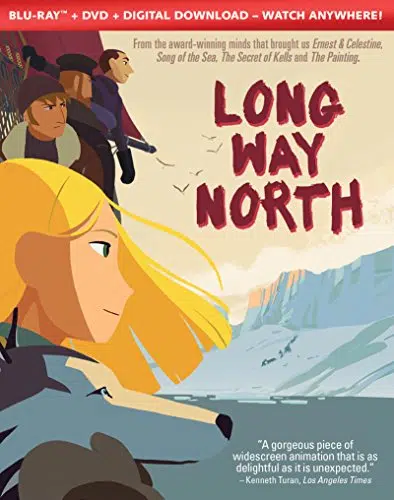 BLU-RAY™ + DVD + DIGITAL DOWNLOAD – WATCH ANYWHERE!
From the award-winning minds that brought us Ernest & Celestine,
Song of the Sea, The Secret of Kells and The Painting.
LONG
WAY
NORTH
"A gorgeous piece of
widescreen animation that is as
delightful as it is unexpected."
– Kenneth Turan, Los Angeles Times